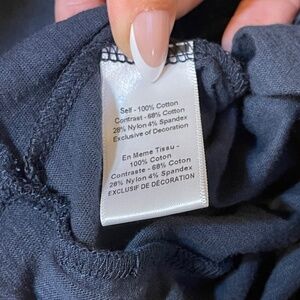 Self - 100% Cotton
Contrast - 68% Cotton
28% Nylon 4% Spandex
Exclusive of Decoration
En Meme Tissu -
100% Coton
Contraste - 68% Coton
28% Nylon 4% Spandex
EXCLUSIF DE DÉCORATION